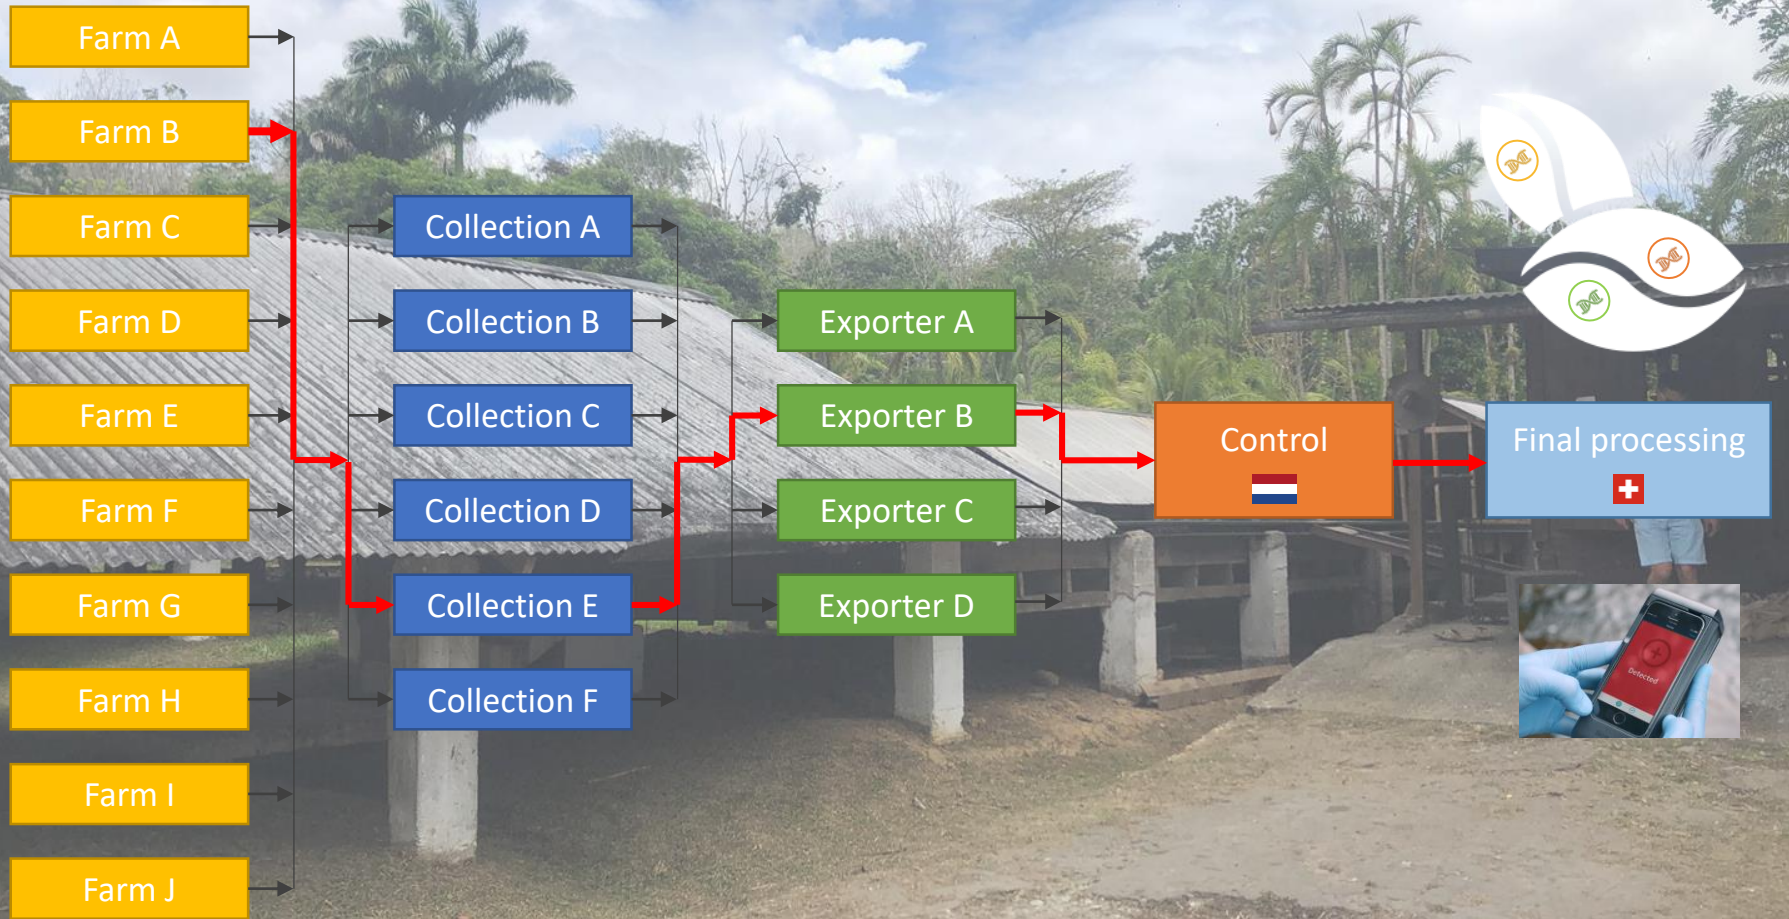 Farm A
Farm B
Farm C
Farm D
Farm E
Farm F
Farm G
Farm H
Farm I
Farm J
Collection A
Collection B
Collection C
Collection D
Collection E
Collection F
Exporter A
Exporter B
Exporter C
Exporter D
Control
Final processing
Detected